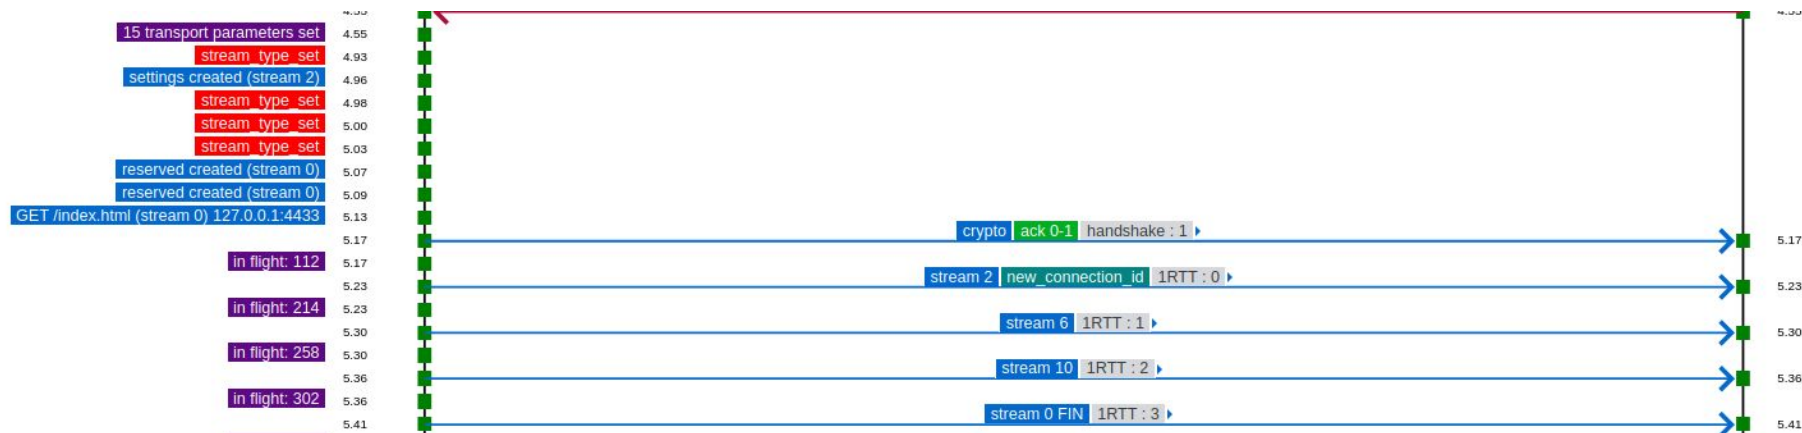 15 transport parameters set 4.55
stream_type_set 4.93
settings created (stream 2) 4.96
stream_type_set 4.98
stream_type_set 5.00
stream_type_set 5.03
reserved created (stream 0) 5.07
reserved created (stream 0) 5.09
GET /index.html (stream 0) 127.0.0.1:4433 5.13
5.17 crypto ack 0-1 handshake : 1 5.17
in flight: 112 5.17
5.23 stream 2 new_connection_id 1RTT : 0 5.23
in flight: 214 5.23
5.30 stream 6 1RTT : 1 5.30
in flight: 258 5.30
5.36 stream 10 1RTT : 2 5.36
in flight: 302 5.36
5.41 stream 0 FIN 1RTT : 3 5.41